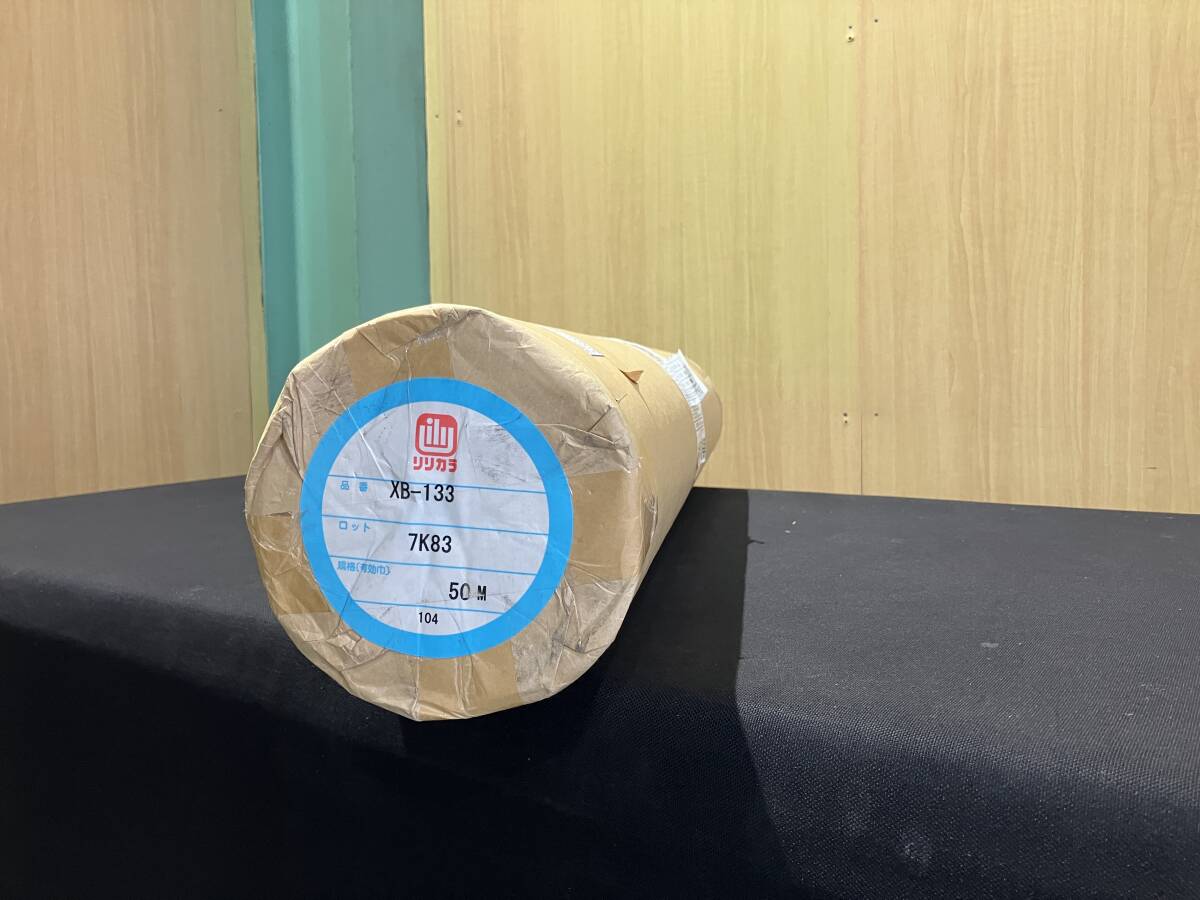 lily
リリカラ
品番 XB-133
ロット 7K83
規格(有効巾) 50 M
104